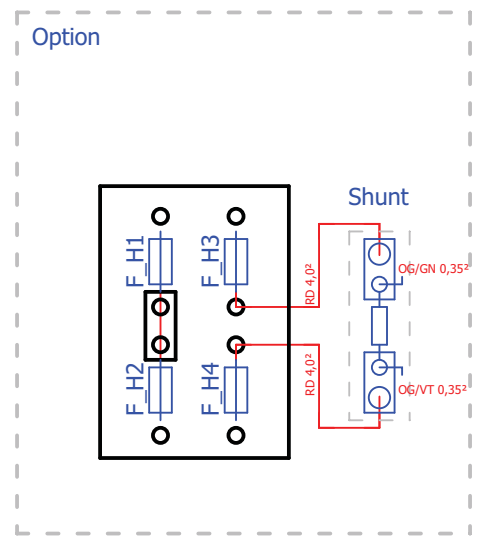 Option
Shunt
F_H1
F_H3
OG/GN 0,35²
RD 4,0²
RD 4,0²
F_H2
F_H4
OG/VT 0,35²